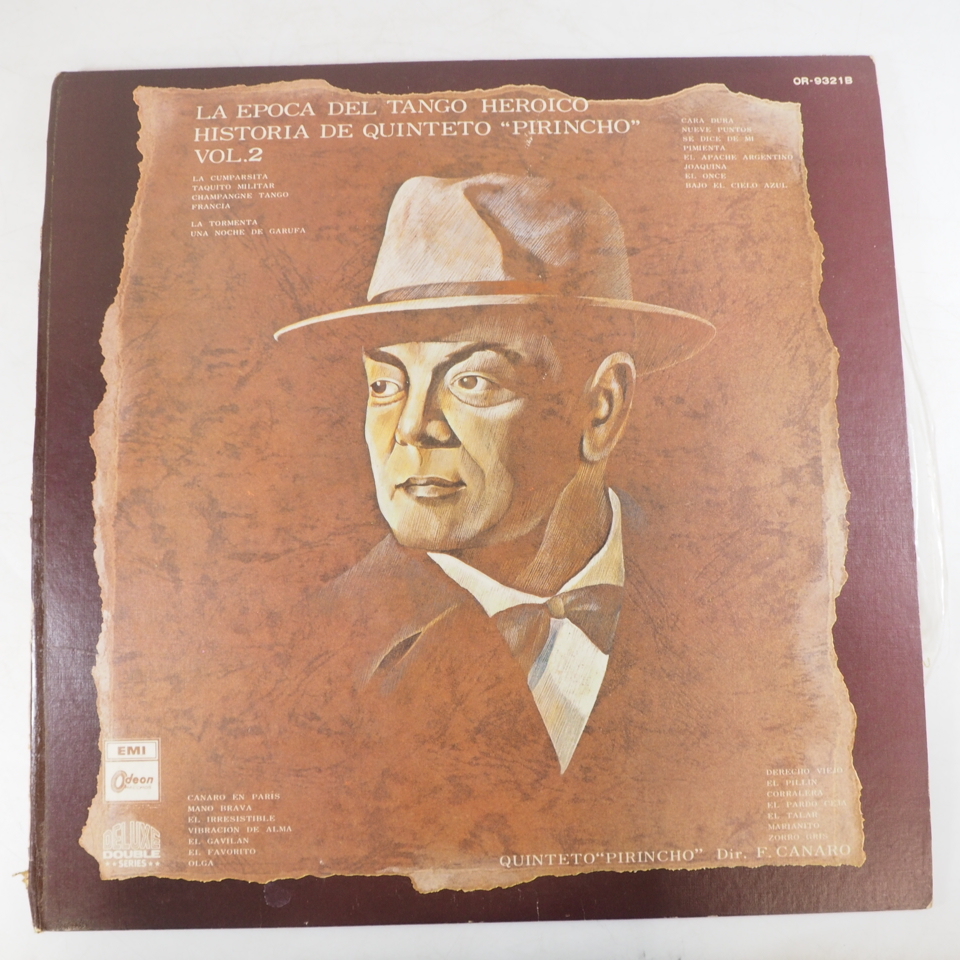 OR-9321B
LA EPOCA DEL TANGO HEROICO
HISTORIA DE QUINTETO "PIRINCHO"
VOL.2
LA CUMPARSITA
TAQUITO MILITAR
CHAMPANGNE TANGO
FRANCIA
LA TORMENTA
UNA NOCHE DE GARUFA
CARA DURA
NUEVE PUNTOS
SE DICE DE MI
PIMIENTA
EL APACHE ARGENTINO
JOAQUINA
EL ONCE
BAJO EL CIELO AZUL
EMI
Odeon
DELUXE
DOUBLE
SERIES
CANARO EN PARIS
MANO BRAVA
EL IRRESISTIBLE
VIBRACION DE ALMA
EL GAVILAN
EL FAVORITO
OLGA
DERECHO VIEJO
EL PILLIN
CORRALERA
EL PARDO CEJA
EL TALAR
MARIANITO
ZORRO GRIS
QUINTETO "PIRINCHO" Dir. F. CANARO